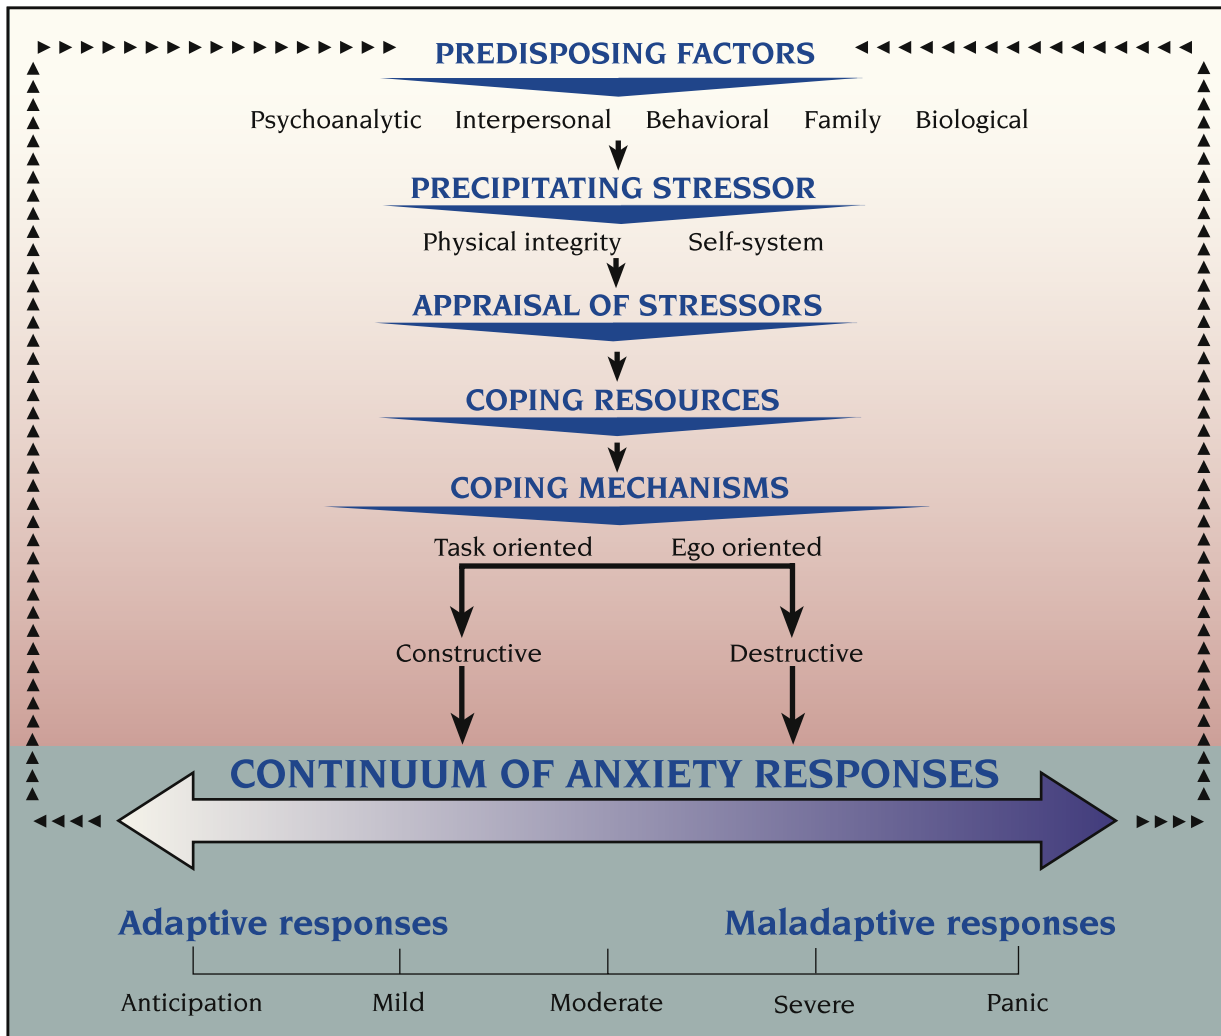 PREDISPOSING FACTORS
Psychoanalytic Interpersonal Behavioral Family Biological
PRECIPITATING STRESSOR
Physical integrity Self-system
APPRAISAL OF STRESSORS
COPING RESOURCES
COPING MECHANISMS
Task oriented Ego oriented
Constructive Destructive
CONTINUUM OF ANXIETY RESPONSES
Adaptive responses Maladaptive responses
Anticipation Mild Moderate Severe Panic